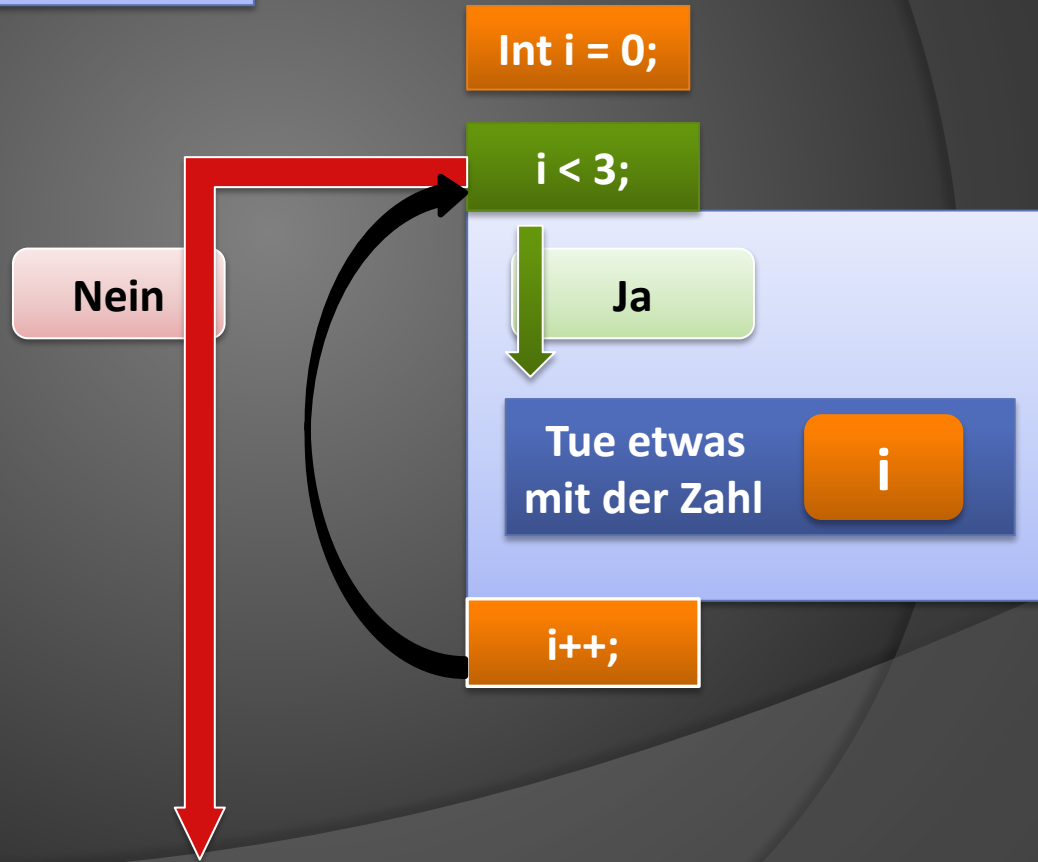 Int i = 0;
i < 3;
Nein
Ja
Tue etwas
mit der Zahl
i
i++;